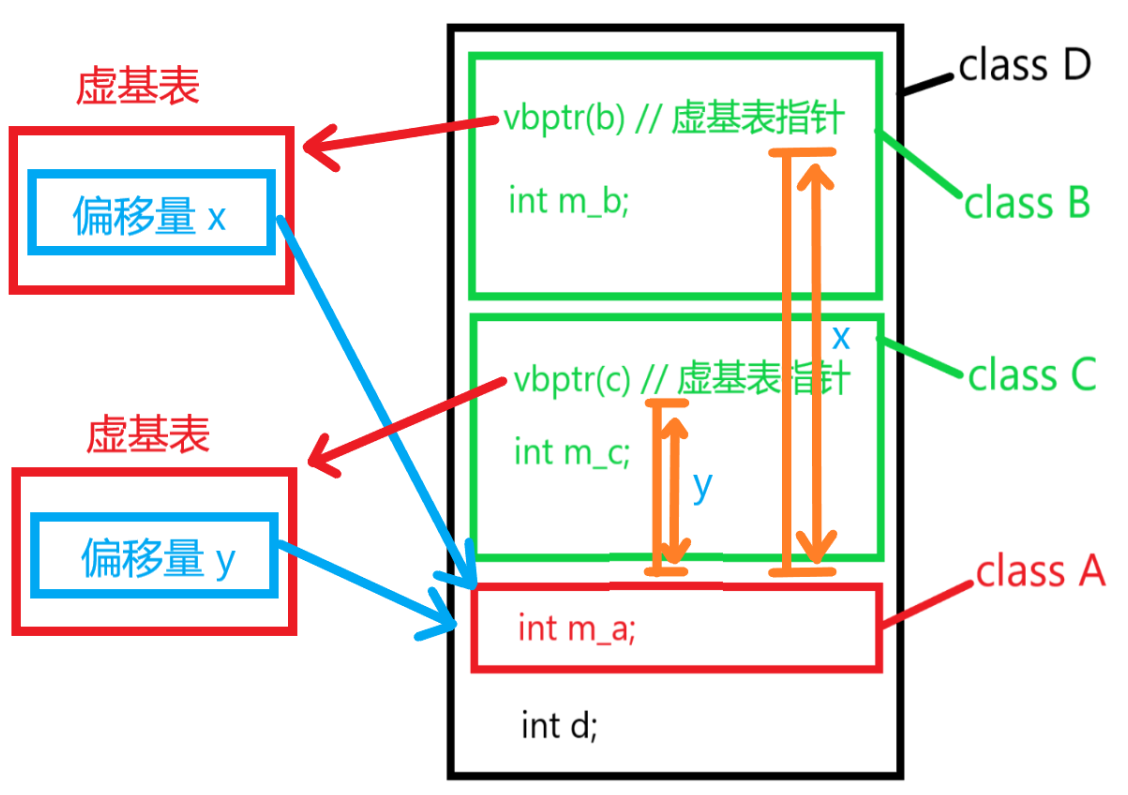 class D
虚基表
vbptr(b) // 虚基表指针
偏移量 x
int m_b;
class B
x
vbptr(c) // 虚基表指针
class C
虚基表
int m_c;
y
偏移量 y
class A
int m_a;
int d;